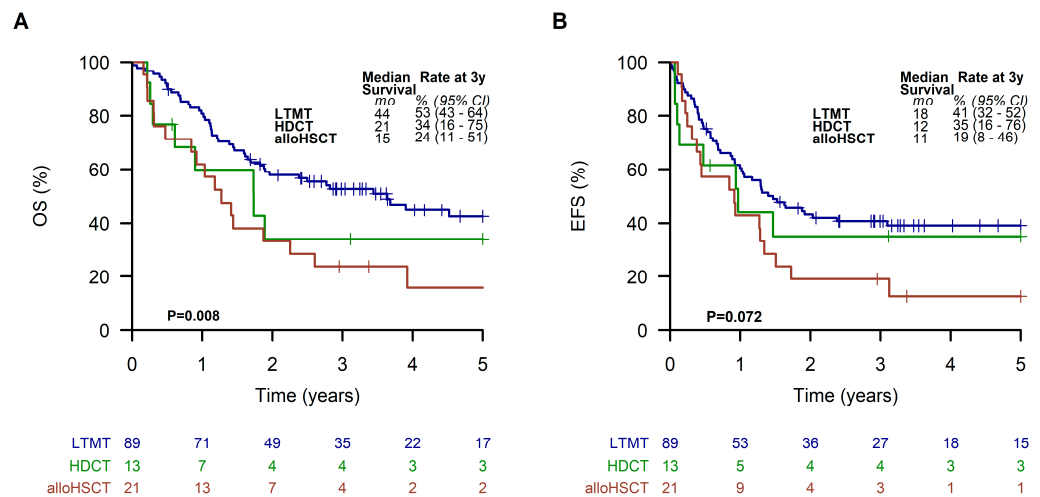 A
OS (%)
100
80
60
40
20
0
Median Rate at 3y
Survival
mo % (95% CI)
LTMT 44 53 (43 - 64)
HDCT 21 34 (16 - 75)
alloHSCT 15 24 (11 - 51)
P=0.008
0 1 2 3 4 5
Time (years)
LTMT 89 71 49 35 22 17
HDCT 13 7 4 4 3 3
alloHSCT 21 13 7 4 2 2
B
EFS (%)
100
80
60
40
20
0
Median Rate at 3y
Survival
mo % (95% CI)
LTMT 18 41 (32 - 52)
HDCT 12 35 (16 - 76)
alloHSCT 11 19 (8 - 46)
P=0.072
0 1 2 3 4 5
Time (years)
LTMT 89 53 36 27 18 15
HDCT 13 5 4 4 3 3
alloHSCT 21 9 4 3 1 1